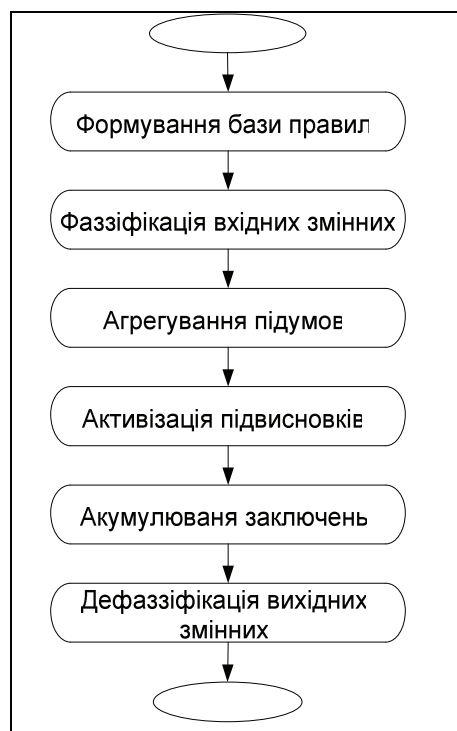 Формування бази правил
Фаззіфікація вхідних змінних
Агрегування підумов
Активізація підвисновків
Акумулюваня заключень
Дефаззіфікація вихідних
змінних